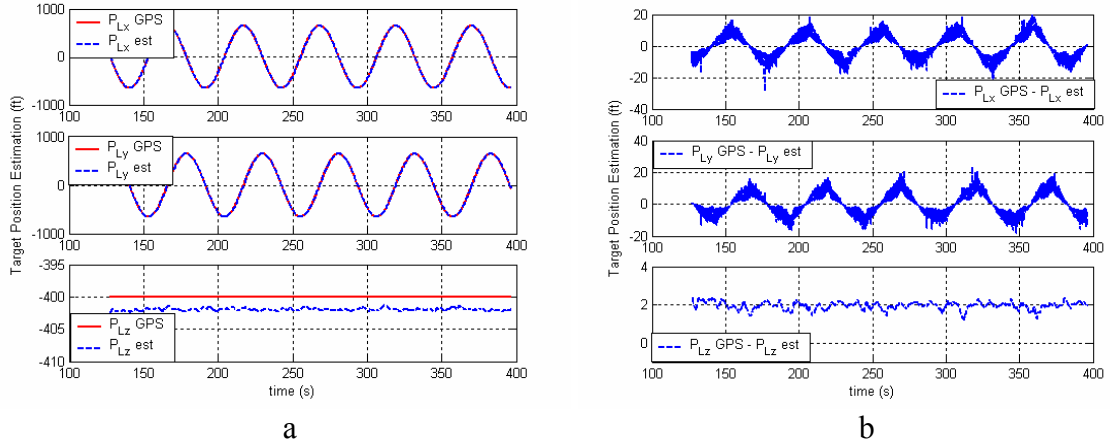 Target Position Estimation (ft)
1000
0
1000
P_Lx GPS
P_Lx est
100 150 200 250 300 350 400
1000
0
1000
P_Ly GPS
P_Ly est
100 150 200 250 300 350 400
-395
-400
-405
-410
P_Lz GPS
P_Lz est
100 150 200 250 300 350 400
time (s)
a
Target Position Estimation (ft)
20
0
-20
-40
P_Lx GPS - P_Lx est
100 150 200 250 300 350 400
40
20
0
-20
P_Ly GPS - P_Ly est
100 150 200 250 300 350 400
4
2
0
P_Lz GPS - P_Lz est
100 150 200 250 300 350 400
time (s)
b